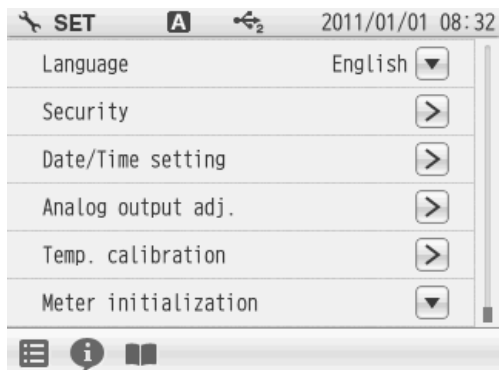 SET A 2 2011/01/01 08:32
Language English
Security
Date/Time setting
Analog output adj.
Temp. calibration
Meter initialization